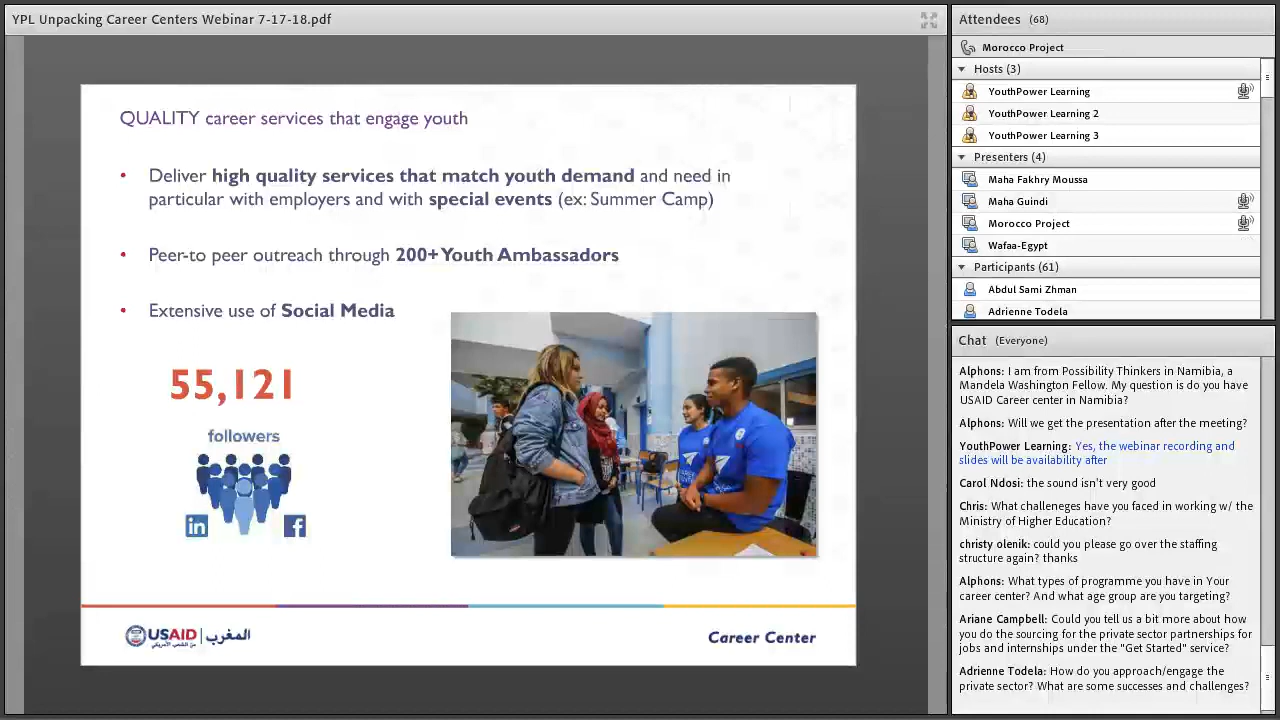 YPL Unpacking Career Centers Webinar 7-17-18.pdf
QUALITY career services that engage youth
• Deliver high quality services that match youth demand and need in
particular with employers and with special events (ex: Summer Camp)
• Peer-to peer outreach through 200+ Youth Ambassadors
• Extensive use of Social Media
55,121
followers
in f
USAID | المغرب
من الشعب الأمريكي
Career Center
Attendees (68)
Morocco Project
Hosts (3)
YouthPower Learning
YouthPower Learning 2
YouthPower Learning 3
Presenters (4)
Maha Fakhry Moussa
Maha Guindi
Morocco Project
Wafaa-Egypt
Participants (61)
Abdul Sami Zhman
Adrienne Todela
Chat (Everyone)
Alphons: I am from Possibility Thinkers in Namibia, a
Mandela Washington Fellow. My question is do you have
USAID Career center in Namibia?
Alphons: Will we get the presentation after the meeting?
YouthPower Learning: Yes, the webinar recording and
slides will be availability after
Carol Ndosi: the sound isn't very good
Chris: What challeneges have you faced in working w/ the
Ministry of Higher Education?
christy olenik: could you please go over the staffing
structure again? thanks
Alphons: What types of programme you have in Your
career center? And what age group are you targeting?
Ariane Campbell: Could you tell us a bit more about how
you do the sourcing for the private sector partnerships for
jobs and internships under the "Get Started" service?
Adrienne Todela: How do you approach/engage the
private sector? What are some successes and challenges?